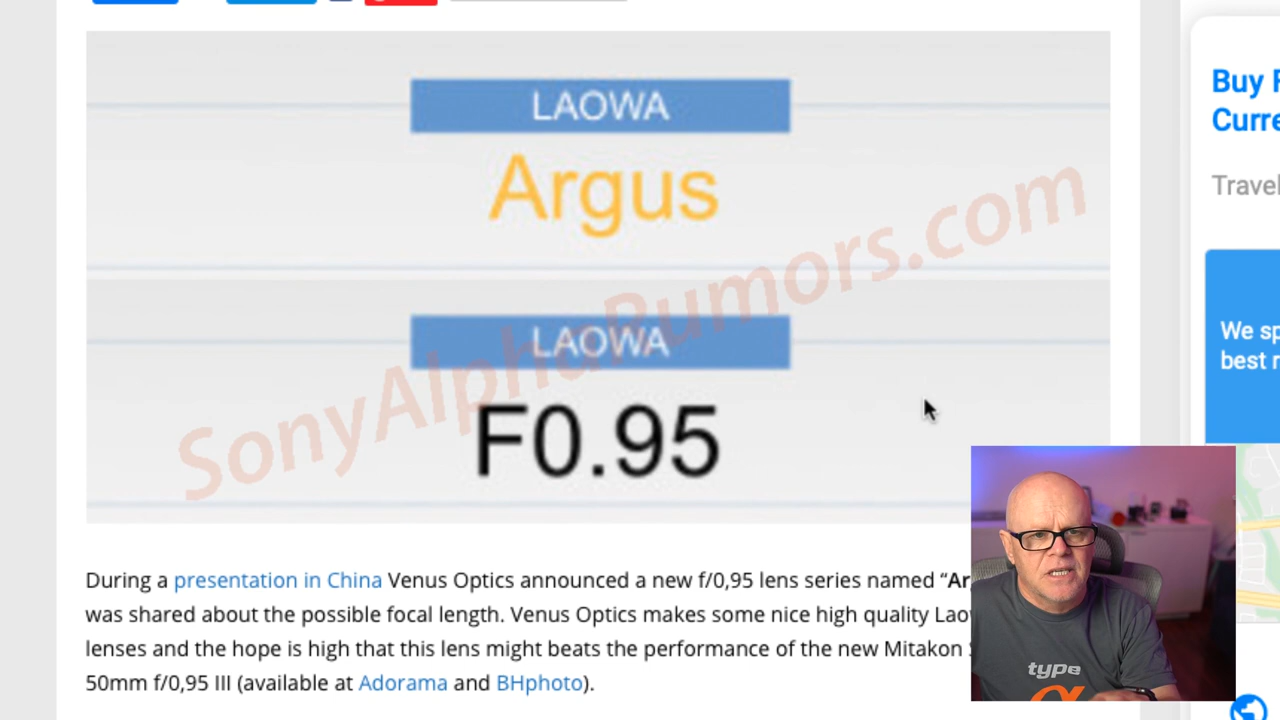 LAOWA
Argus
SonyAlphaRumors.com
LAOWA
F0.95
During a presentation in China Venus Optics announced a new f/0,95 lens series named “Ar
was shared about the possible focal length. Venus Optics makes some nice high quality Lao
lenses and the hope is high that this lens might beats the performance of the new Mitakon
50mm f/0,95 III (available at Adorama and BHphoto).
Buy
Curre
Travel
We sp
best
type